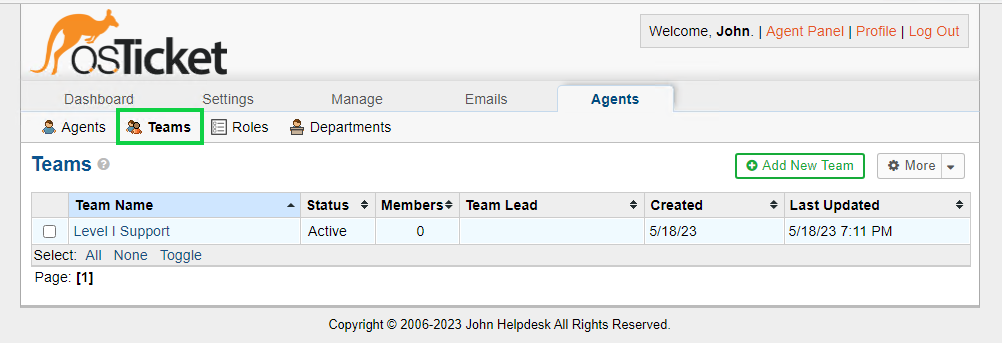 osTicket
Welcome, John. | Agent Panel | Profile | Log Out
Dashboard Settings Manage Emails Agents
Agents Teams Roles Departments
Teams ?
Add New Team More
Team Name Status Members Team Lead Created Last Updated
Level I Support Active 0 5/18/23 5/18/23 7:11 PM
Select: All None Toggle
Page: [1]
Copyright © 2006-2023 John Helpdesk All Rights Reserved.